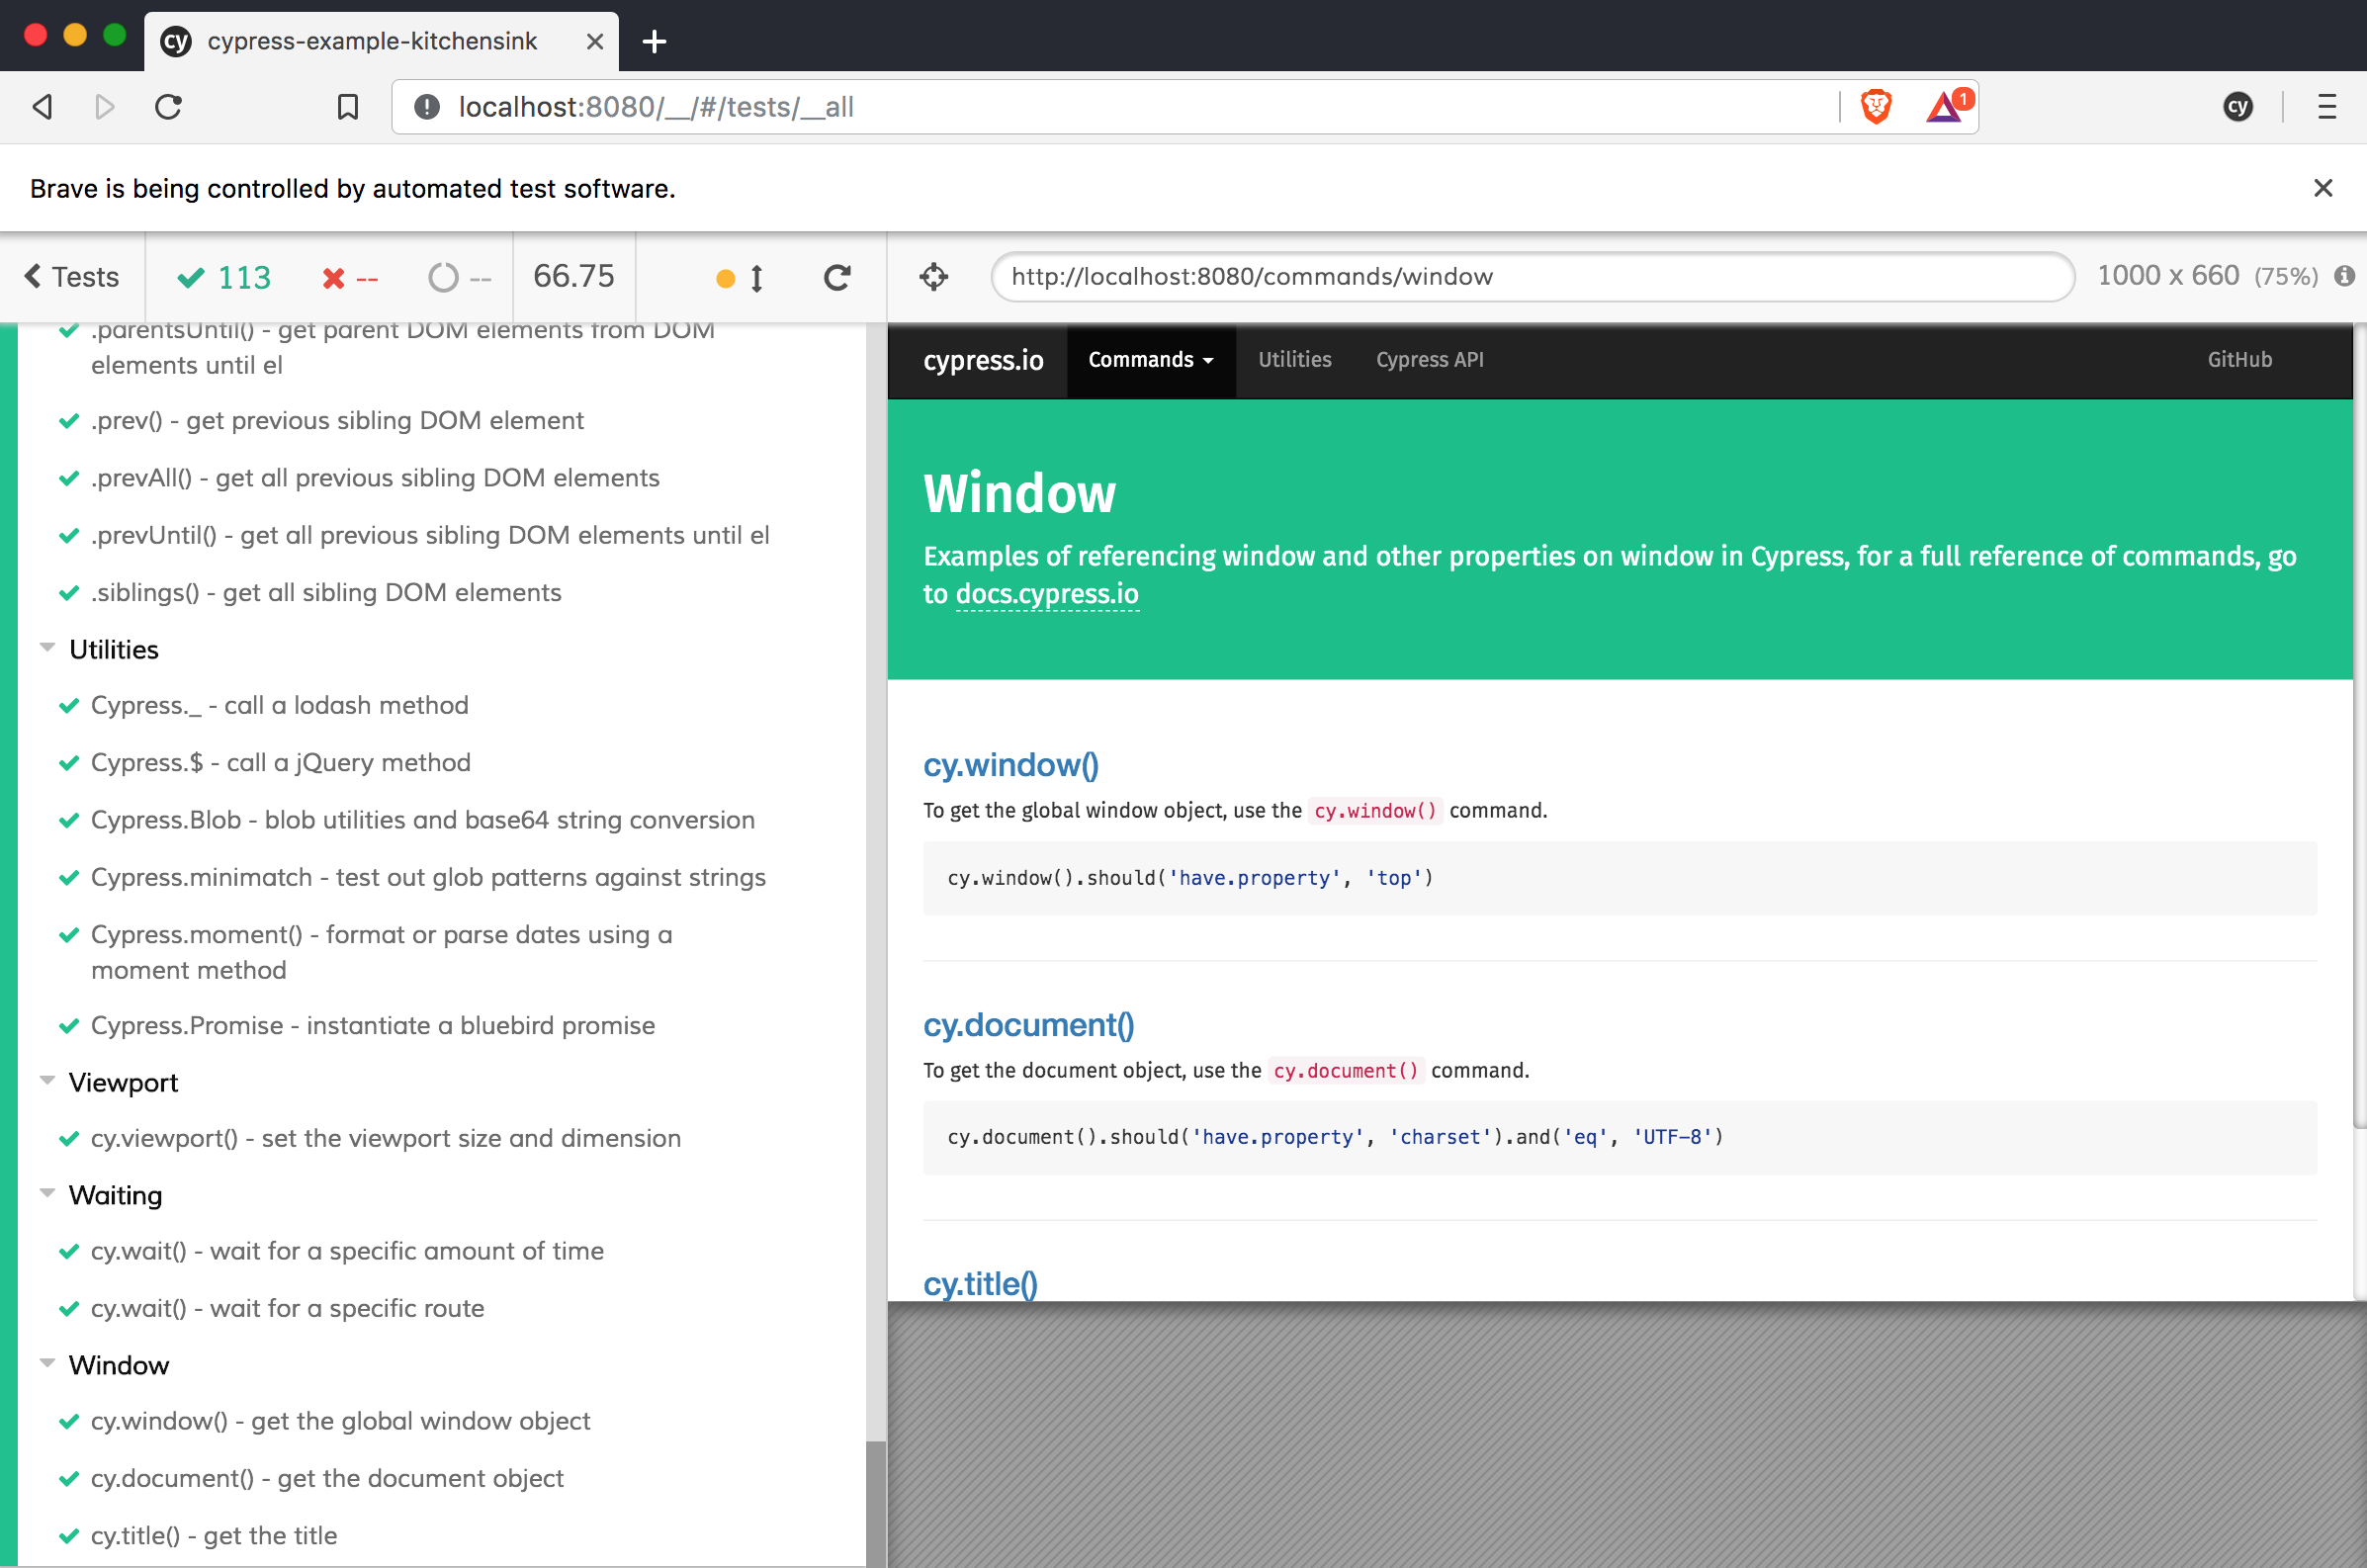 cy cypress-example-kitchensink
localhost:8080/__/#/tests/__all
1
cy
Brave is being controlled by automated test software.
Tests
113
--
--
66.75
http://localhost:8080/commands/window
1000 x 660 (75%)
.parentsUntil() - get parent DOM elements from DOM
elements until el
.prev() - get previous sibling DOM element
.prevAll() - get all previous sibling DOM elements
.prevUntil() - get all previous sibling DOM elements until el
.siblings() - get all sibling DOM elements
Utilities
Cypress._ - call a lodash method
Cypress.$ - call a jQuery method
Cypress.Blob - blob utilities and base64 string conversion
Cypress.minimatch - test out glob patterns against strings
Cypress.moment() - format or parse dates using a
moment method
Cypress.Promise - instantiate a bluebird promise
Viewport
cy.viewport() - set the viewport size and dimension
Waiting
cy.wait() - wait for a specific amount of time
cy.wait() - wait for a specific route
Window
cy.window() - get the global window object
cy.document() - get the document object
cy.title() - get the title
cypress.io
Commands
Utilities
Cypress API
GitHub
Window
Examples of referencing window and other properties on window in Cypress, for a full reference of commands, go
to docs.cypress.io
cy.window()
To get the global window object, use the cy.window() command.
cy.window().should('have.property', 'top')
cy.document()
To get the document object, use the cy.document() command.
cy.document().should('have.property', 'charset').and('eq', 'UTF-8')
cy.title()